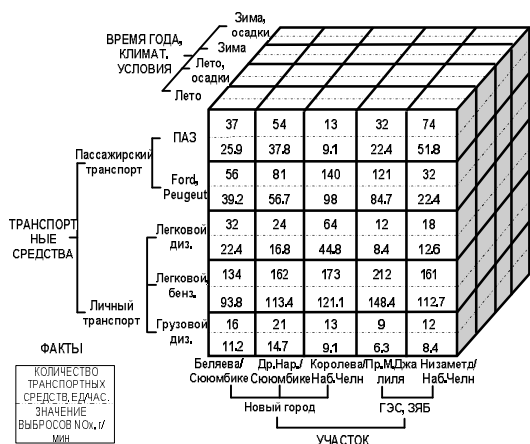 Зима,
осадки
ВРЕМЯ ГОДА,
КЛИМАТ.
УСЛОВИЯ
Зима
Лето,
осадки
Лето
ПАЗ
37 54 13 32 74
25.9 37.8 9.1 22.4 51.8
Пассажирский
транспорт
Ford,
Peugeut
56 81 140 121 32
39.2 56.7 98 84.7 22.4
ТРАНСПОРТ
НЫЕ
СРЕДСТВА
Легковой
диз.
32 24 64 12 18
22.4 16.8 44.8 8.4 12.6
Легковой
бенз.
134 162 173 212 161
93.8 113.4 121.1 148.4 112.7
Личный
транспорт
Грузовой
диз.
16 21 13 9 12
11.2 14.7 9.1 6.3 8.4
Беляева/ Др.Нар./ Королева/ Пр.М.Джа Низаметд/
Сююмбике Сююмбике Наб.Челн лиля Наб.Челн
Новый город ГЭС, ЗЯБ
УЧАСТОК
ФАКТЫ
КОЛИЧЕСТВО
ТРАНСПОРТНЫХ
СРЕДСТВ, ЕД/ЧАС.
ЗНАЧЕНИЕ
ВЫБРОСОВ NOx, г/
МИН